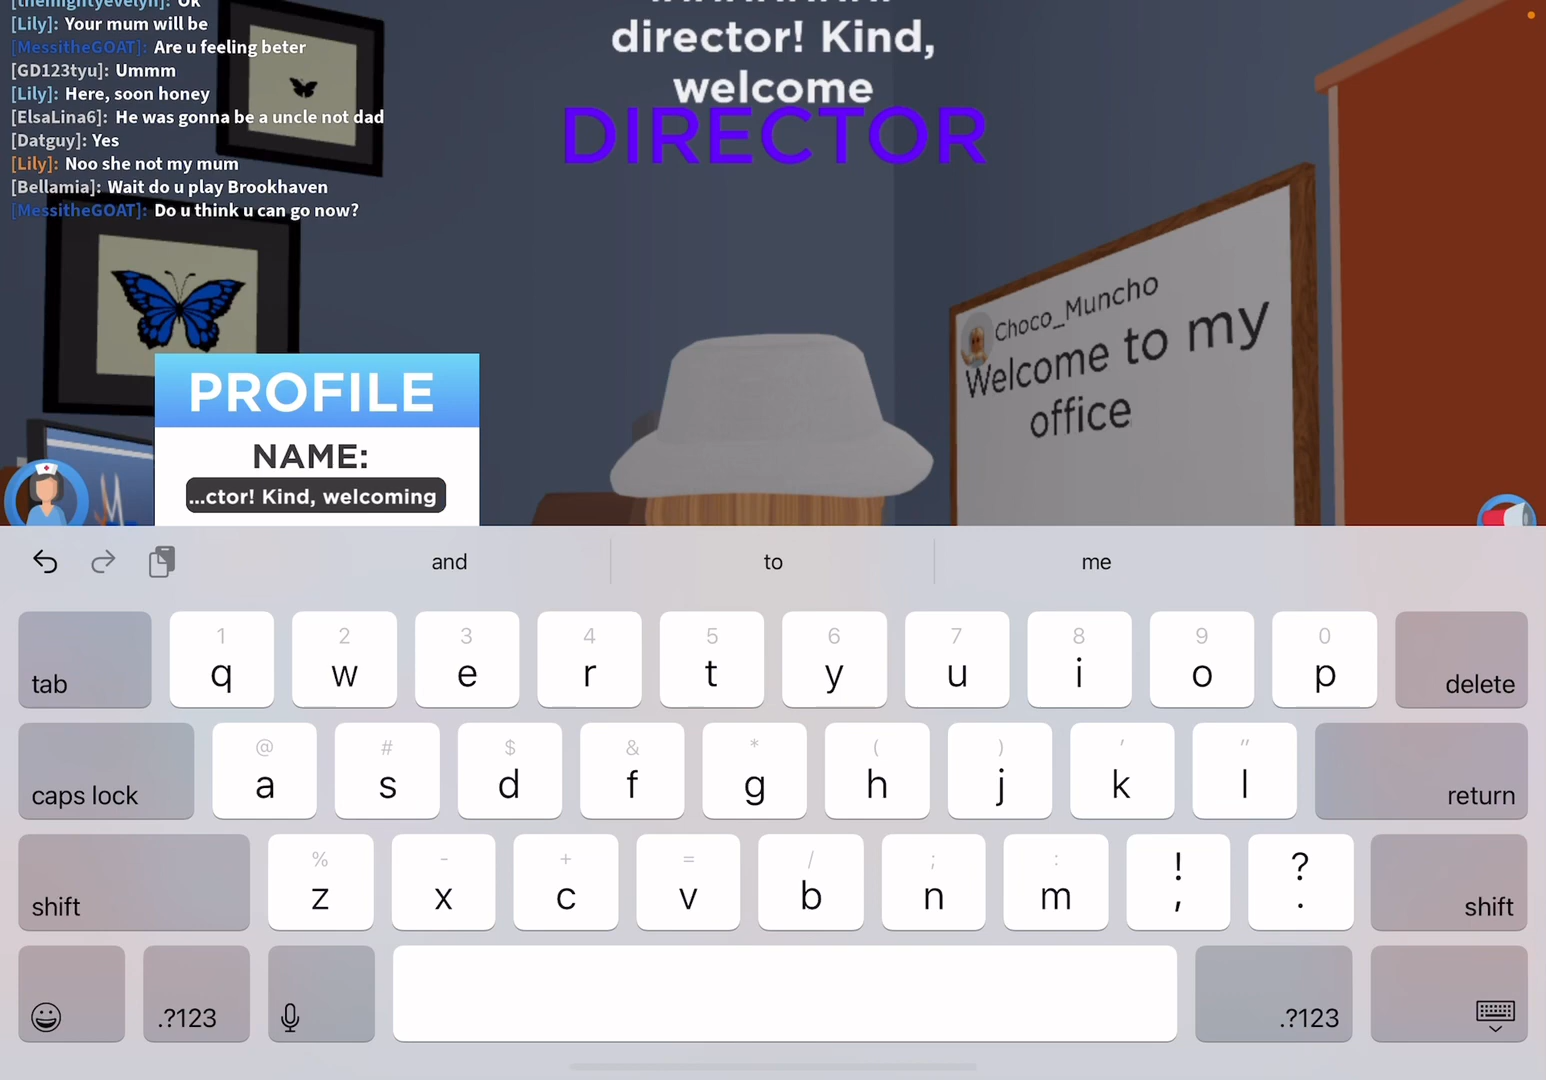 [themightyevelyn]: Ok
[Lily]: Your mum will be
[MessitheGOAT]: Are u feeling beter
[GD123tyu]: Ummm
[Lily]: Here, soon honey
[ElsaLina6]: He was gonna be a uncle not dad
[Datguy]: Yes
[Lily]: Noo she not my mum
[Bellamia]: Wait do u play Brookhaven
[MessitheGOAT]: Do u think u can go now?
director! Kind,
welcome
DIRECTOR
Choco_Muncho
Welcome to my
office
PROFILE
NAME:
...ctor! Kind, welcoming
and to me
1 2 3 4 5 6 7 8 9 0
tab q w e r t y u i o p delete
@ # $ & * ( ) ' "
caps lock a s d f g h j k l return
% - + = / ; : ! ?
shift z x c v b n m , . shift
.?123 .?123